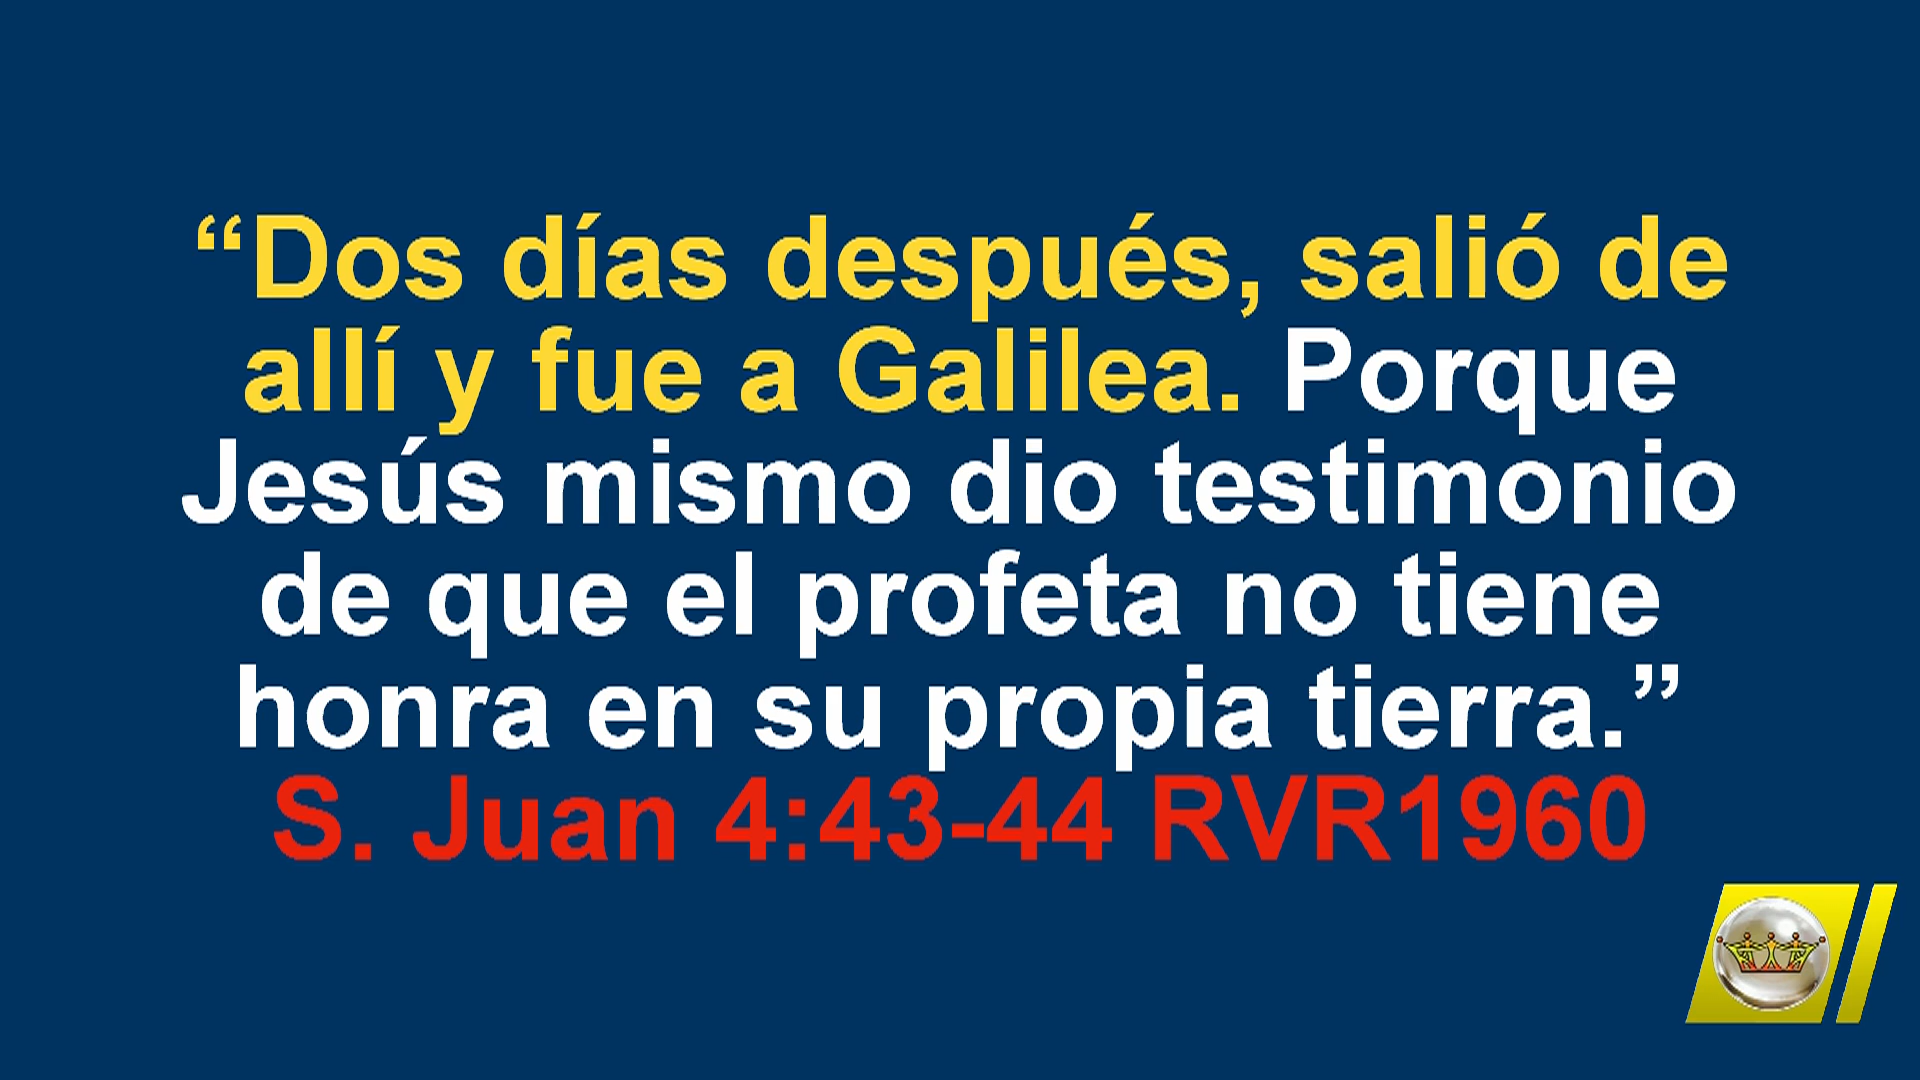 “Dos días después, salió de
allí y fue a Galilea. Porque
Jesús mismo dio testimonio
de que el profeta no tiene
honra en su propia tierra.”
S. Juan 4:43-44 RVR1960